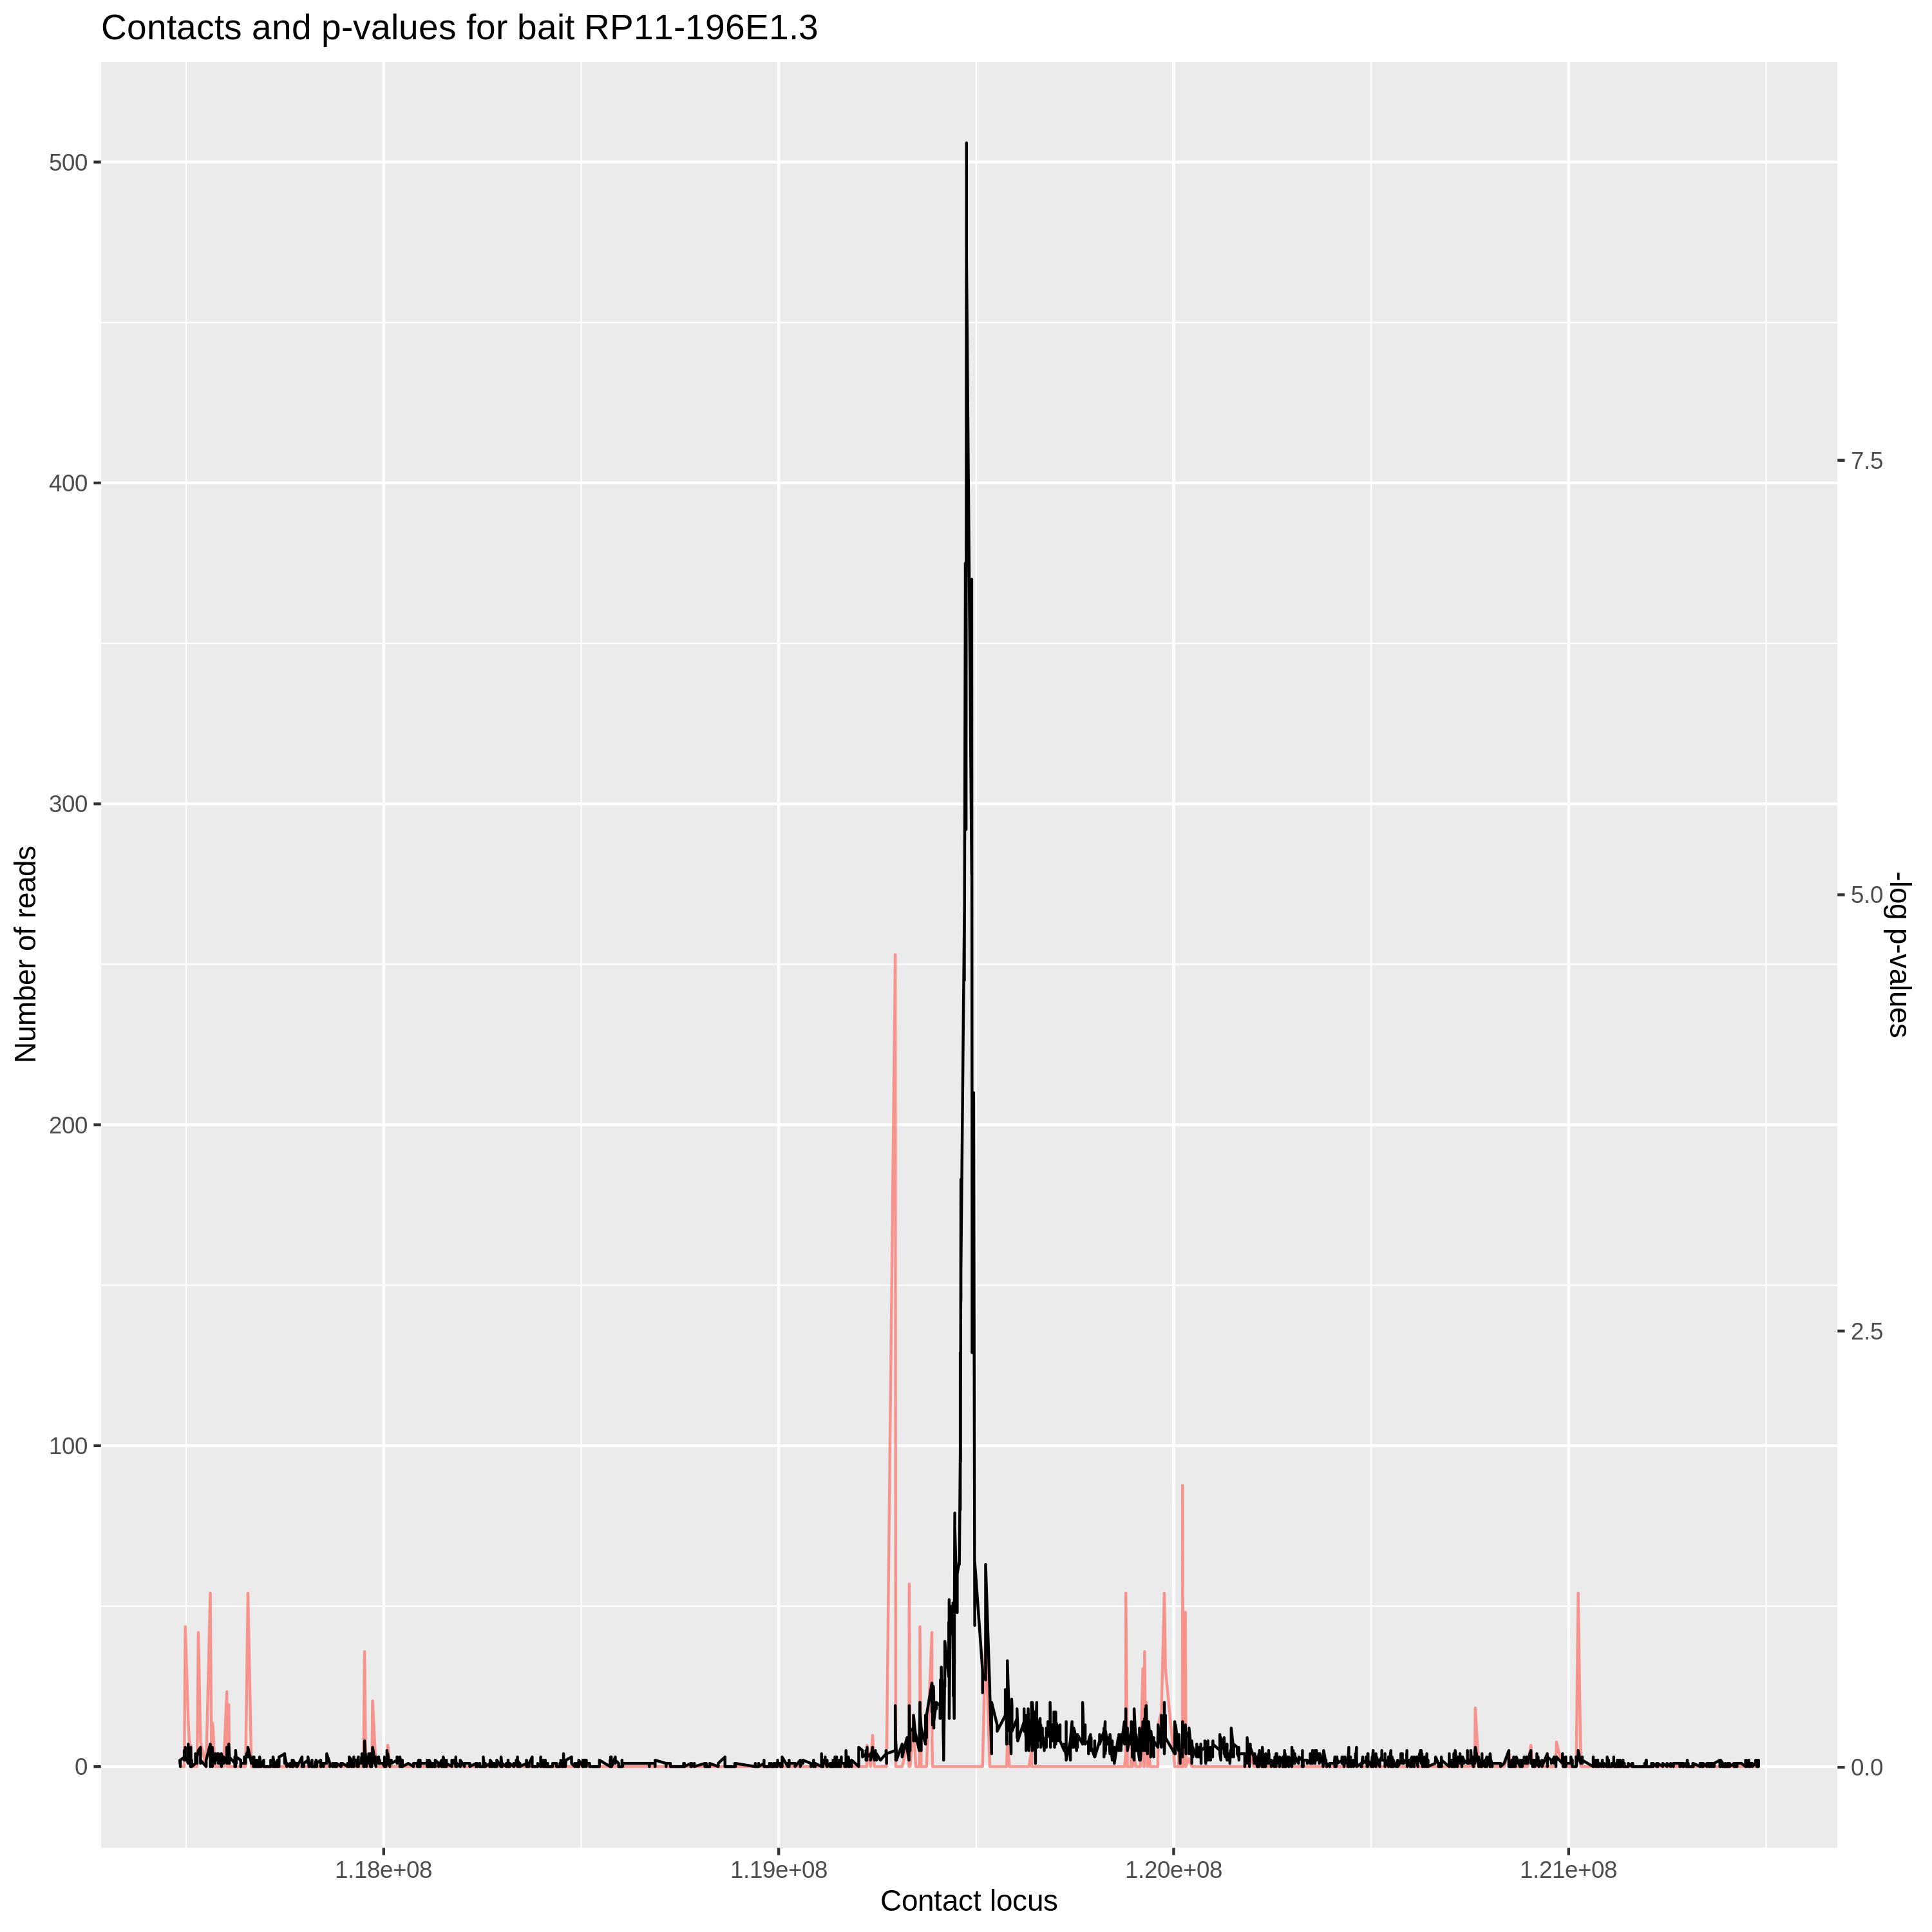 Contacts and p-values for bait RP11-196E1.3
500
400
300
200
100
0
Number of reads
7.5
5.0
2.5
0.0
-log p-values
1.18e+08
1.19e+08
1.20e+08
1.21e+08
Contact locus